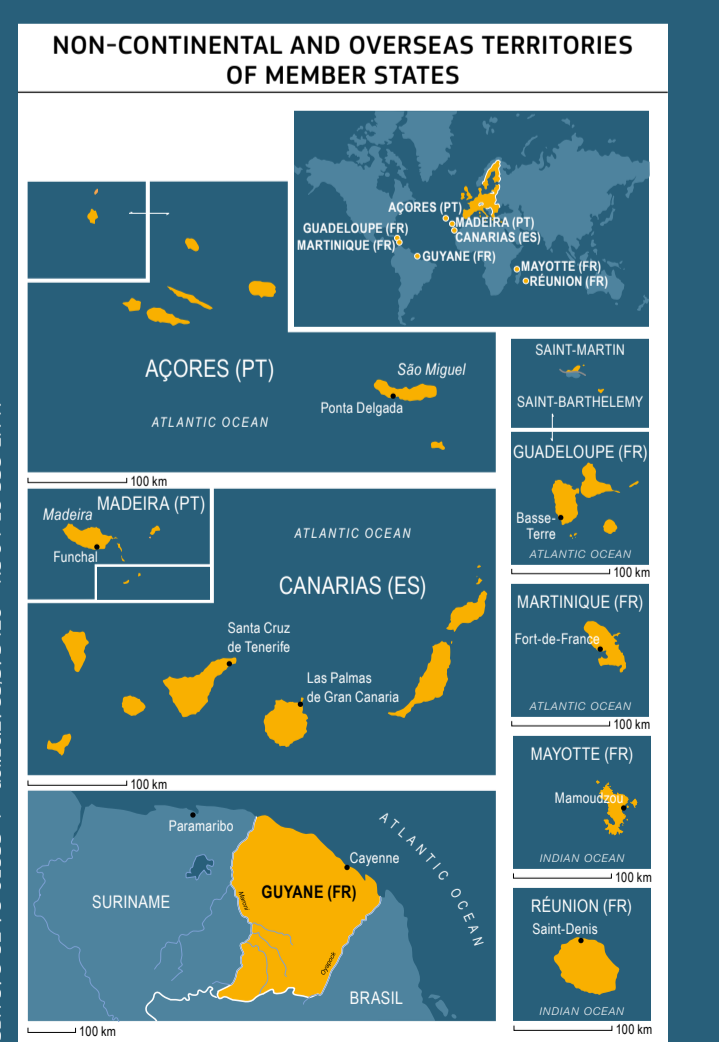 NON-CONTINENTAL AND OVERSEAS TERRITORIES
OF MEMBER STATES
AÇORES (PT)
MADEIRA (PT)
CANARIAS (ES)
GUADELOUPE (FR)
MARTINIQUE (FR)
GUYANE (FR)
MAYOTTE (FR)
RÉUNION (FR)
AÇORES (PT)
São Miguel
Ponta Delgada
ATLANTIC OCEAN
100 km
SAINT-MARTIN
SAINT-BARTHÉLEMY
GUADELOUPE (FR)
Basse-
Terre
ATLANTIC OCEAN
100 km
MADEIRA (PT)
Madeira
Funchal
ATLANTIC OCEAN
CANARIAS (ES)
Santa Cruz
de Tenerife
Las Palmas
de Gran Canaria
100 km
MARTINIQUE (FR)
Fort-de-France
ATLANTIC OCEAN
100 km
MAYOTTE (FR)
Mamoudzou
INDIAN OCEAN
100 km
Paramaribo
SURINAME
Maroni
GUYANE (FR)
Cayenne
ATLANTIC OCEAN
Oyapock
BRASIL
100 km
RÉUNION (FR)
Saint-Denis
INDIAN OCEAN
100 km